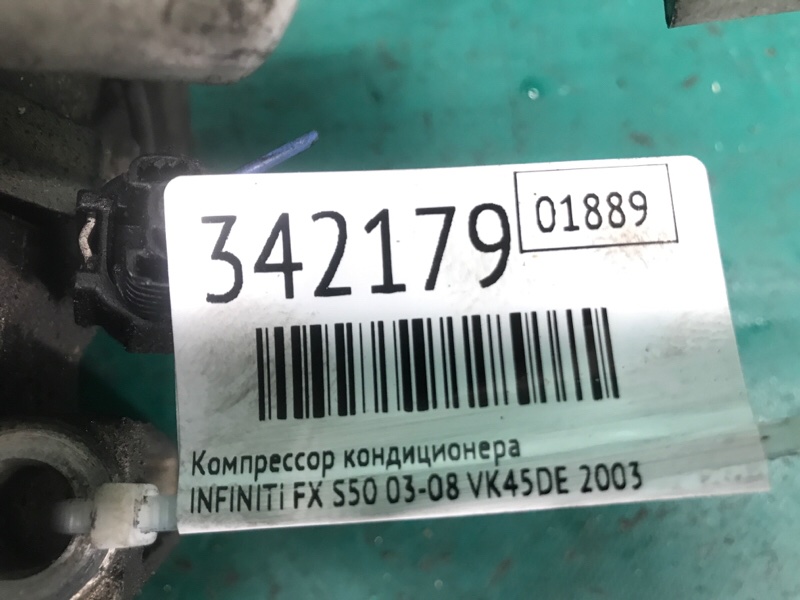 342179
01889
Компрессор кондиционера
INFINITI FX S50 03-08 VK45DE 2003